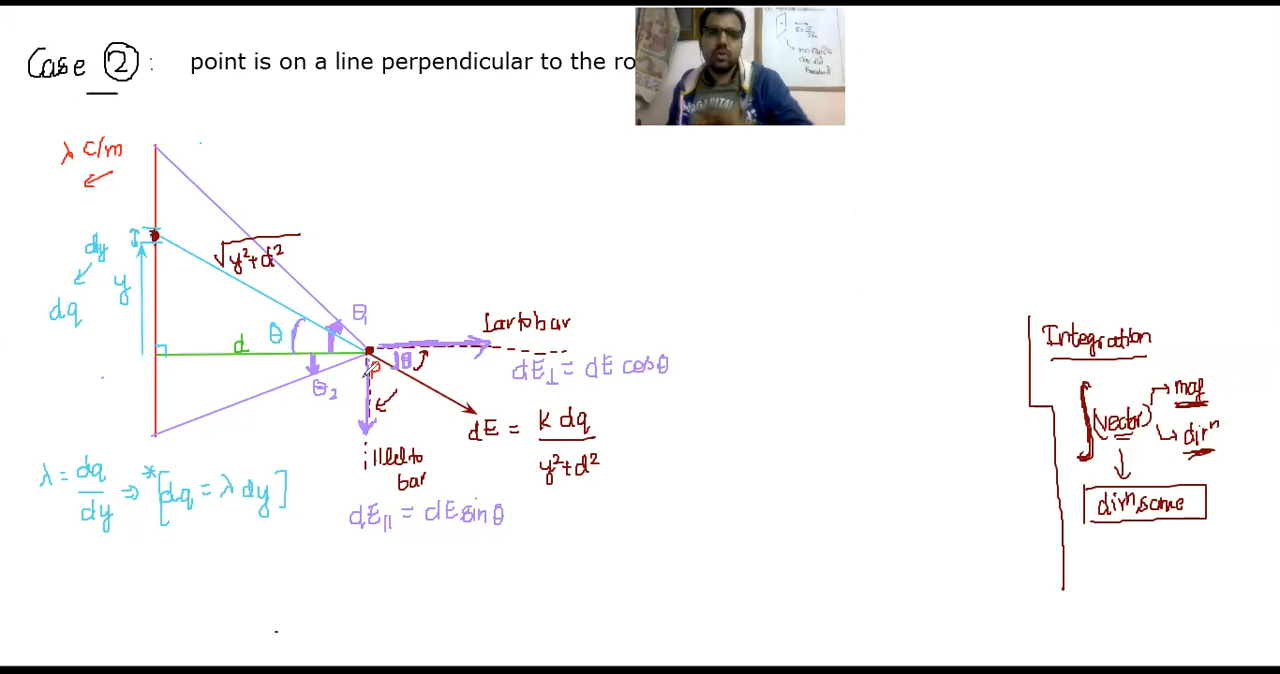 Case ② : point is on a line perpendicular to the ro
λ C/m
dy
dq
y
√y²+d²
θ
θ₁
d
θ₂
P
θ
⊥ar to bar
dE⊥ = dE cosθ
dE = K dq / y²+d²
||lel to
bar
dE|| = dE sinθ
λ = dq/dy ⇒ *[dq = λ dy]
Integration
∫(vector) → mag
→ dirⁿ
dirⁿ same